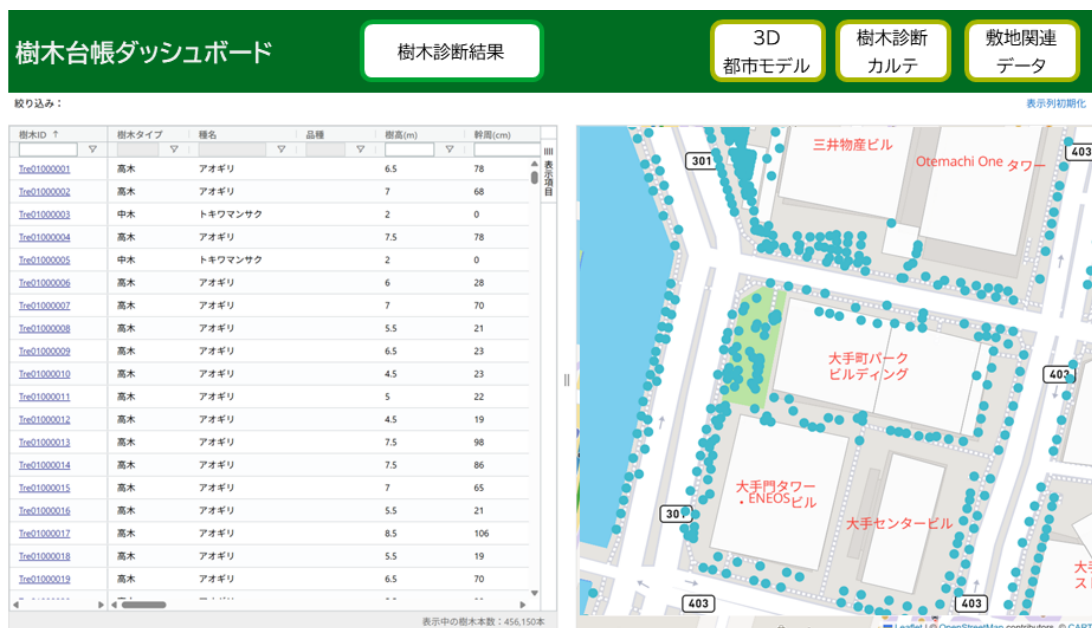 樹木台帳ダッシュボード
樹木診断結果
3D
都市モデル
樹木診断
カルテ
敷地関連
データ
絞り込み：
表示列初期化
樹木ID ↑ 樹木タイプ 種名 品種 樹高(m) 幹周(cm)
表示項目
Tre01000001 高木 アオギリ 6.5 78
Tre01000002 高木 アオギリ 7 68
Tre01000003 中木 トキワマンサク 2 0
Tre01000004 高木 アオギリ 7.5 78
Tre01000005 中木 トキワマンサク 2 0
Tre01000006 高木 アオギリ 6 28
Tre01000007 高木 アオギリ 7 70
Tre01000008 高木 アオギリ 5.5 21
Tre01000009 高木 アオギリ 6.5 23
Tre01000010 高木 アオギリ 4.5 23
Tre01000011 高木 アオギリ 5 22
Tre01000012 高木 アオギリ 4.5 19
Tre01000013 高木 アオギリ 7.5 98
Tre01000014 高木 アオギリ 7.5 86
Tre01000015 高木 アオギリ 7 65
Tre01000016 高木 アオギリ 5.5 21
Tre01000017 高木 アオギリ 8.5 106
Tre01000018 高木 アオギリ 5.5 19
Tre01000019 高木 アオギリ 6.5 70
表示中の樹木本数：456,150本
三井物産ビル
Otemachi One タワー
301
403
大手町パーク
ビルディング
403
大手門タワー
・ENEOSビル
301
大手センタービル
大手
スト
403
403
Leaflet | © OpenStreetMap contributors, © CART